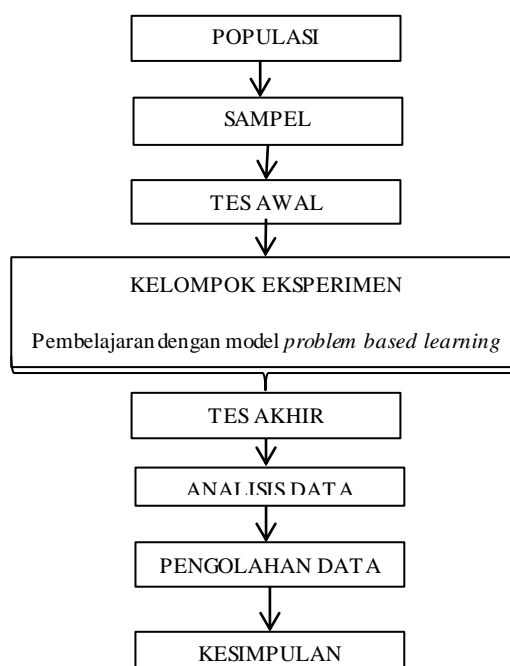 POPULASI
SAMPEL
TES AWAL
KELOMPOK EKSPERIMEN
Pembelajaran dengan model problem based learning
TES AKHIR
ANALISIS DATA
PENGOLAHAN DATA
KESIMPULAN